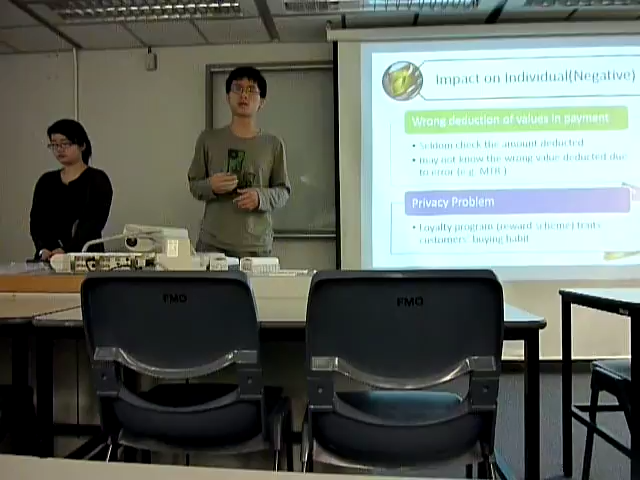 Impact on Individual(Negative)
Wrong deduction of values in payment
• Seldom check the amount deducted
• may not know the wrong value deducted due
to error (e.g. MTR )
Privacy Problem
• Loyalty program (reward scheme)
customers' buying habit
FMO
FMO